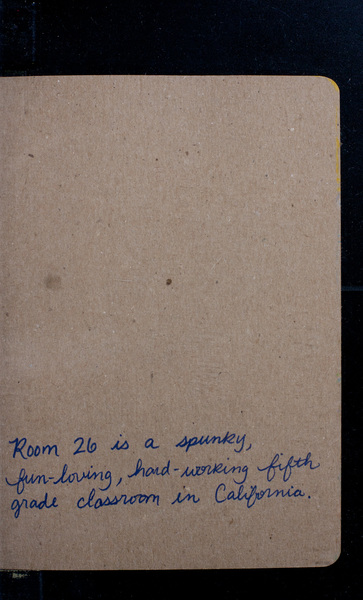 Room 26 is a spunky,
fun-loving, hard-working fifth
grade classroom in California.